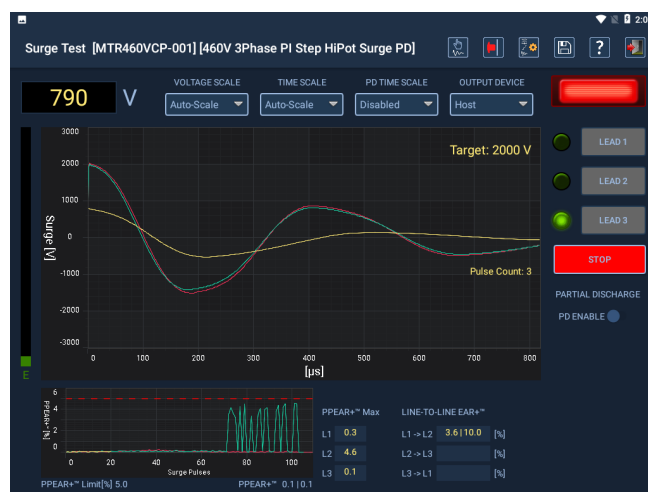 2:0
Surge Test [MTR460VCP-001] [460V 3Phase PI Step HiPot Surge PD]
790 V
VOLTAGE SCALE TIME SCALE PD TIME SCALE OUTPUT DEVICE
Auto-Scale Auto-Scale Disabled Host
3000
2000
1000
0
-1000
-2000
-3000
Surge [V]
Target: 2000 V
Pulse Count: 3
0 100 200 300 400 500 600 700 800
[µs]
E
LEAD 1
LEAD 2
LEAD 3
STOP
PARTIAL DISCHARGE
PD ENABLE
6
4
2
0
PPEAR+™ [%]
0 20 40 60 80 100
Surge Pulses
PPEAR+™ Limit[%] 5.0 PPEAR+™ 0.1|0.1
PPEAR+™ Max LINE-TO-LINE EAR+™
L1 0.3 L1 -> L2 3.6|10.0 [%]
L2 4.6 L2 -> L3 [%]
L3 0.1 L3 -> L1 [%]